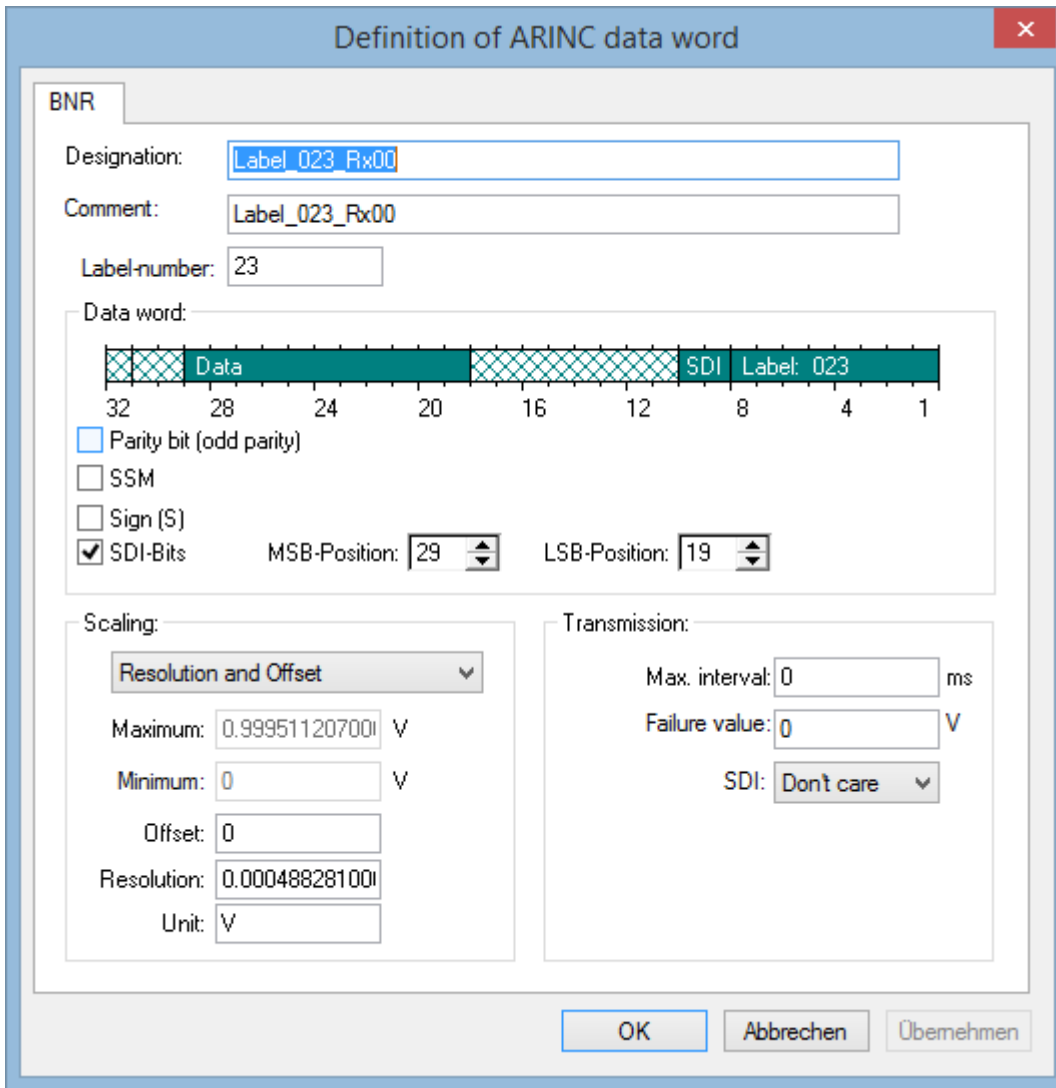 Definition of ARINC data word
BNR
Designation: Label_023_Rx00
Comment: Label_023_Rx00
Label-number: 23
Data word:
Data SDI Label: 023
32 28 24 20 16 12 8 4 1
Parity bit (odd parity)
SSM
Sign (S)
SDI-Bits MSB-Position: 29 LSB-Position: 19
Scaling:
Resolution and Offset
Maximum: 0.99951120700 V
Minimum: 0 V
Offset: 0
Resolution: 0.00048828100
Unit: V
Transmission:
Max. interval: 0 ms
Failure value: 0 V
SDI: Don't care
OK Abbrechen Übernehmen